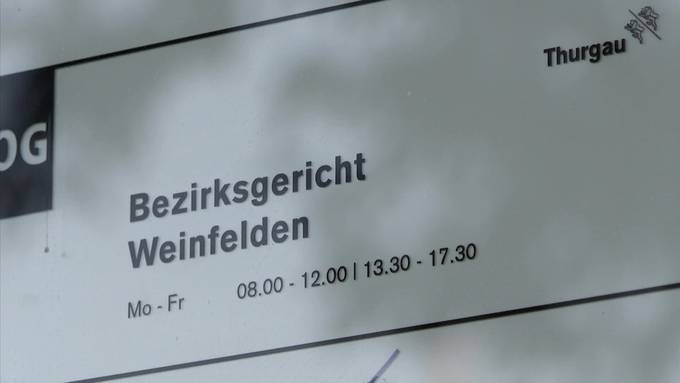 Thurgau
OG
Bezirksgericht
Weinfelden
Mo - Fr 08.00 - 12.00 | 13.30 - 17.30